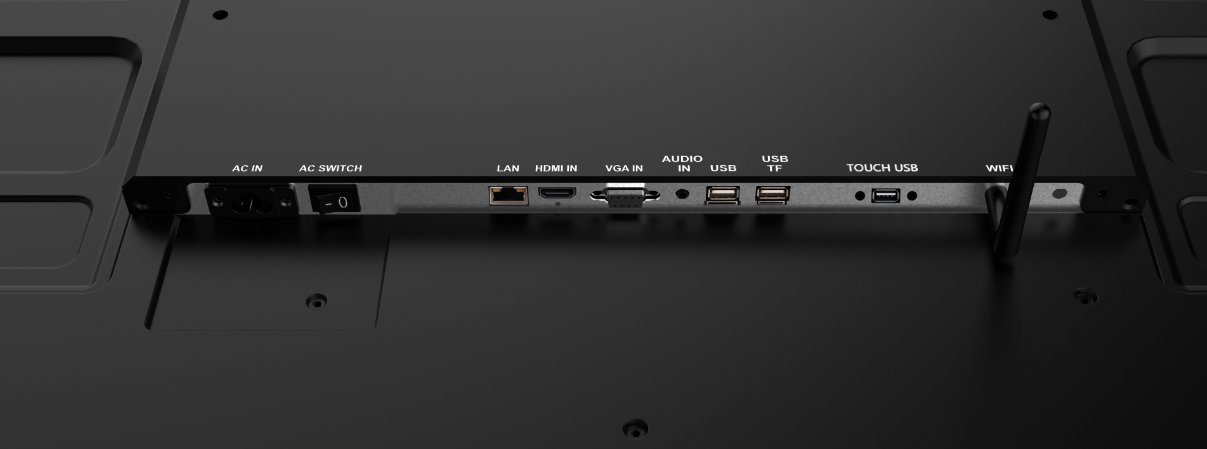 AC IN
AC SWITCH
LAN
HDMI IN
VGA IN
AUDIO
IN
USB
USB
TF
TOUCH USB
WIFI